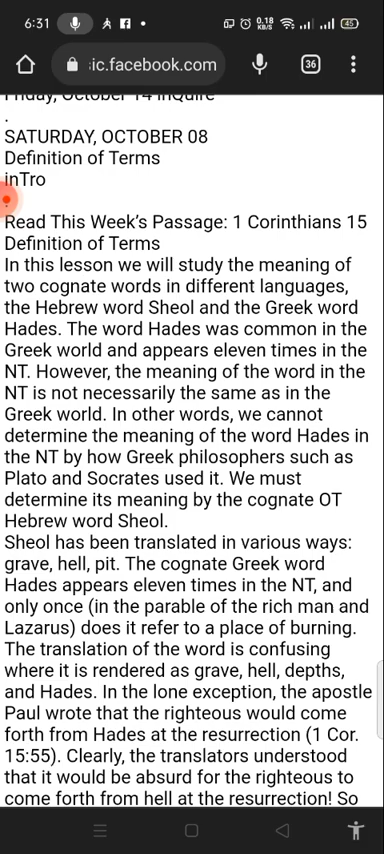 6:31
0.18
KB/S
45
sic.facebook.com
36
Friday, October 14 inQuire
.
SATURDAY, OCTOBER 08
Definition of Terms
inTro
Read This Week’s Passage: 1 Corinthians 15
Definition of Terms
In this lesson we will study the meaning of
two cognate words in different languages,
the Hebrew word Sheol and the Greek word
Hades. The word Hades was common in the
Greek world and appears eleven times in the
NT. However, the meaning of the word in the
NT is not necessarily the same as in the
Greek world. In other words, we cannot
determine the meaning of the word Hades in
the NT by how Greek philosophers such as
Plato and Socrates used it. We must
determine its meaning by the cognate OT
Hebrew word Sheol.
Sheol has been translated in various ways:
grave, hell, pit. The cognate Greek word
Hades appears eleven times in the NT, and
only once (in the parable of the rich man and
Lazarus) does it refer to a place of burning.
The translation of the word is confusing
where it is rendered as grave, hell, depths,
and Hades. In the lone exception, the apostle
Paul wrote that the righteous would come
forth from Hades at the resurrection (1 Cor.
15:55). Clearly, the translators understood
that it would be absurd for the righteous to
come forth from hell at the resurrection! So